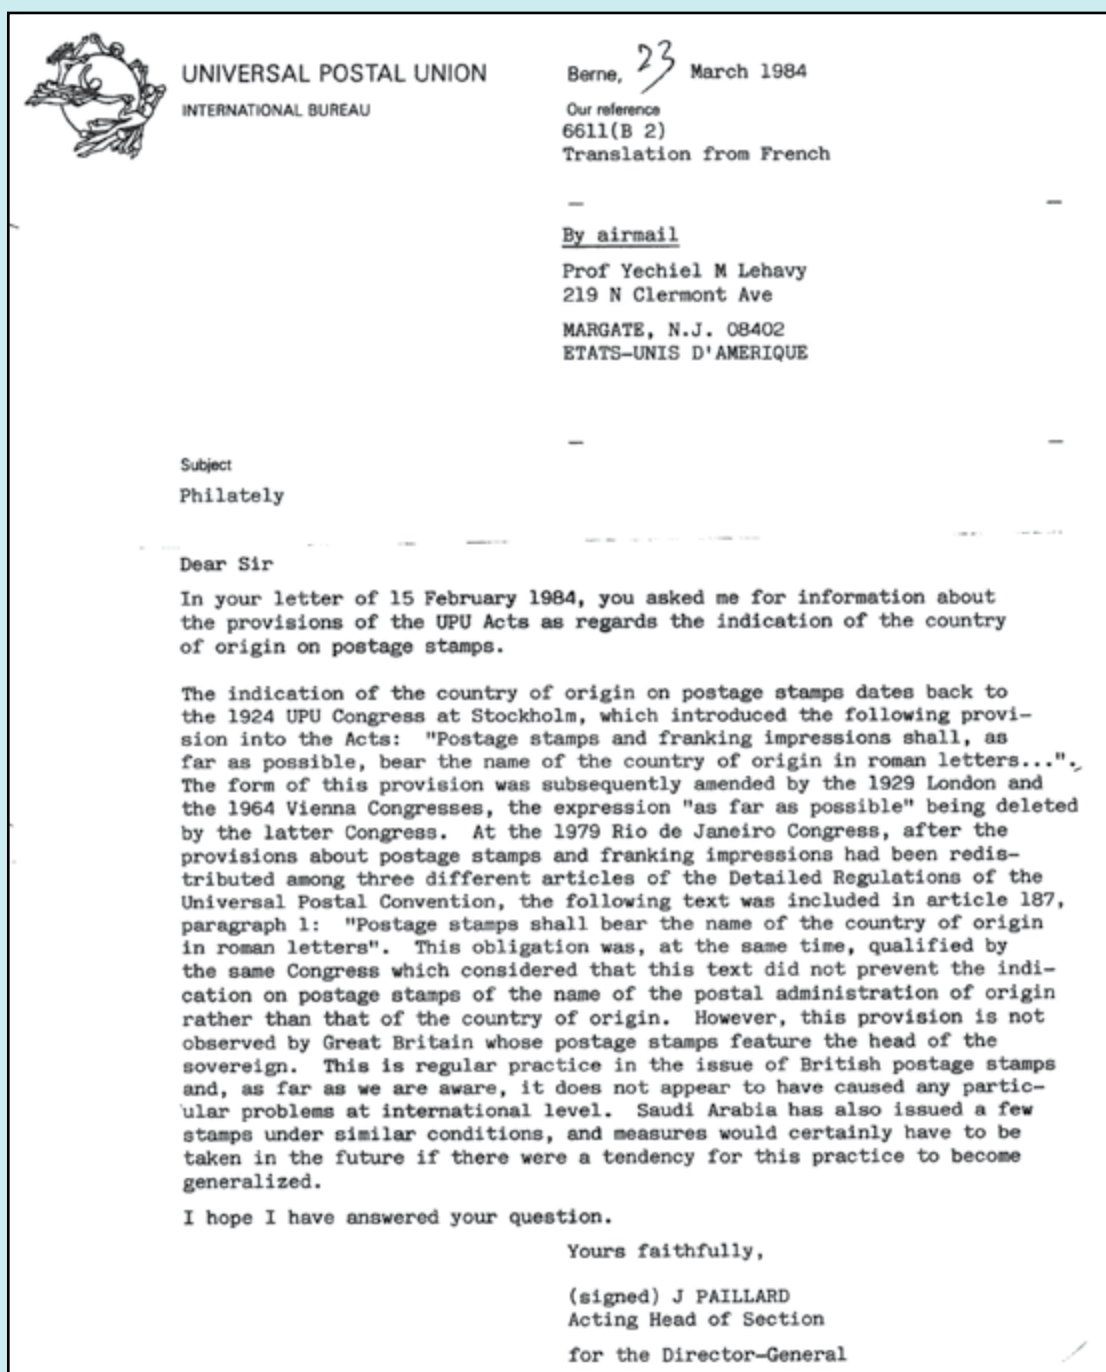 UNIVERSAL POSTAL UNION
INTERNATIONAL BUREAU
Berne, 23 March 1984
Our reference
6611(B 2)
Translation from French
By airmail
Prof Yechiel M Lehavy
219 N Clermont Ave
MARGATE, N.J. 08402
ETATS-UNIS D'AMERIQUE
Subject
Philately
Dear Sir
In your letter of 15 February 1984, you asked me for information about
the provisions of the UPU Acts as regards the indication of the country
of origin on postage stamps.
The indication of the country of origin on postage stamps dates back to
the 1924 UPU Congress at Stockholm, which introduced the following provi-
sion into the Acts: "Postage stamps and franking impressions shall, as
far as possible, bear the name of the country of origin in roman letters...".
The form of this provision was subsequently amended by the 1929 London and
the 1964 Vienna Congresses, the expression "as far as possible" being deleted
by the latter Congress. At the 1979 Rio de Janeiro Congress, after the
provisions about postage stamps and franking impressions had been redis-
tributed among three different articles of the Detailed Regulations of the
Universal Postal Convention, the following text was included in article 187,
paragraph 1: "Postage stamps shall bear the name of the country of origin
in roman letters". This obligation was, at the same time, qualified by
the same Congress which considered that this text did not prevent the indi-
cation on postage stamps of the name of the postal administration of origin
rather than that of the country of origin. However, this provision is not
observed by Great Britain whose postage stamps feature the head of the
sovereign. This is regular practice in the issue of British postage stamps
and, as far as we are aware, it does not appear to have caused any partic-
ular problems at international level. Saudi Arabia has also issued a few
stamps under similar conditions, and measures would certainly have to be
taken in the future if there were a tendency for this practice to become
generalized.
I hope I have answered your question.
Yours faithfully,
(signed) J PAILLARD
Acting Head of Section
for the Director-General